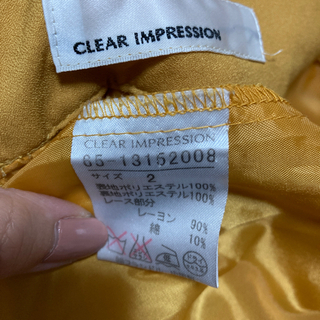 CLEAR IMPRESSION
CLEAR IMPRESSION
65-13162008
サイズ 2
表地ポリエステル100%
裏地ポリエステル100%
レース部分
レーヨン 90%
綿 10%